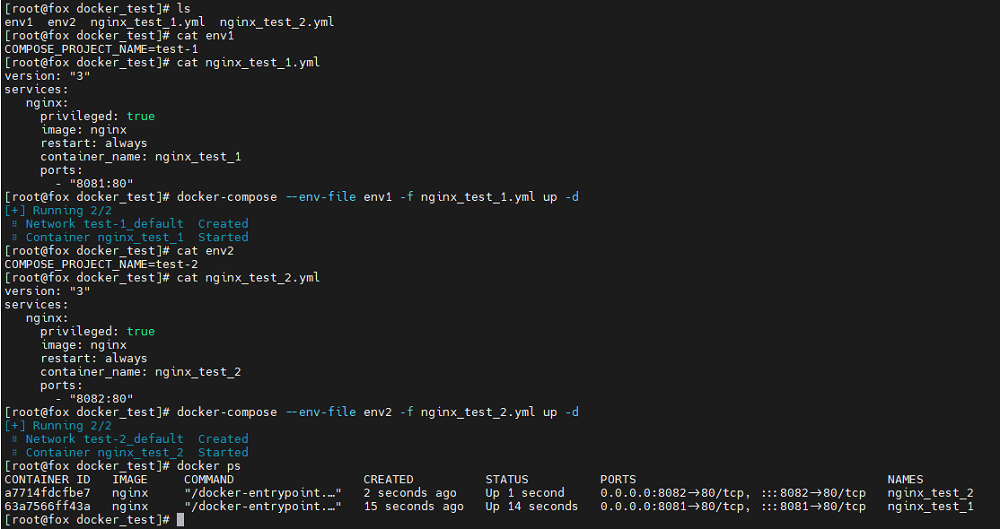 [root@fox docker_test]# ls
env1  env2  nginx_test_1.yml  nginx_test_2.yml
[root@fox docker_test]# cat env1
COMPOSE_PROJECT_NAME=test-1
[root@fox docker_test]# cat nginx_test_1.yml
version: "3"
services:
   nginx:
     privileged: true
     image: nginx
     restart: always
     container_name: nginx_test_1
     ports:
       - "8081:80"
[root@fox docker_test]# docker-compose --env-file env1 -f nginx_test_1.yml up -d
[+] Running 2/2
 ⠿ Network test-1_default  Created
 ⠿ Container nginx_test_1  Started
[root@fox docker_test]# cat env2
COMPOSE_PROJECT_NAME=test-2
[root@fox docker_test]# cat nginx_test_2.yml
version: "3"
services:
   nginx:
     privileged: true
     image: nginx
     restart: always
     container_name: nginx_test_2
     ports:
       - "8082:80"
[root@fox docker_test]# docker-compose --env-file env2 -f nginx_test_2.yml up -d
[+] Running 2/2
 ⠿ Network test-2_default  Created
 ⠿ Container nginx_test_2  Started
[root@fox docker_test]# docker ps
CONTAINER ID   IMAGE     COMMAND                  CREATED          STATUS          PORTS                                   NAMES
a7714fdcfbe7   nginx     "/docker-entrypoint.…"   2 seconds ago    Up 1 second     0.0.0.0:8082->80/tcp, :::8082->80/tcp   nginx_test_2
63a7566ff43a   nginx     "/docker-entrypoint.…"   15 seconds ago   Up 14 seconds   0.0.0.0:8081->80/tcp, :::8081->80/tcp   nginx_test_1
[root@fox docker_test]#